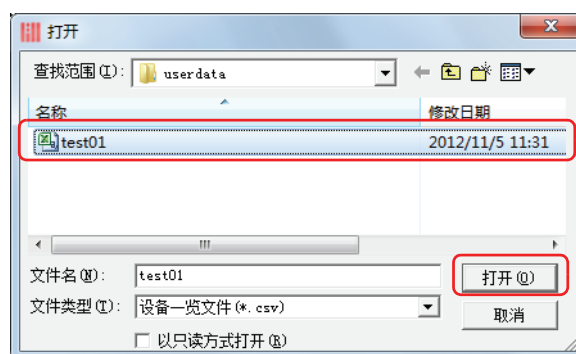 打开
查找范围(I): userdata
名称 修改日期
test01 2012/11/5 11:31
文件名(N): test01 打开(O)
文件类型(T): 设备一览文件(*.csv) 取消
以只读方式打开(R)